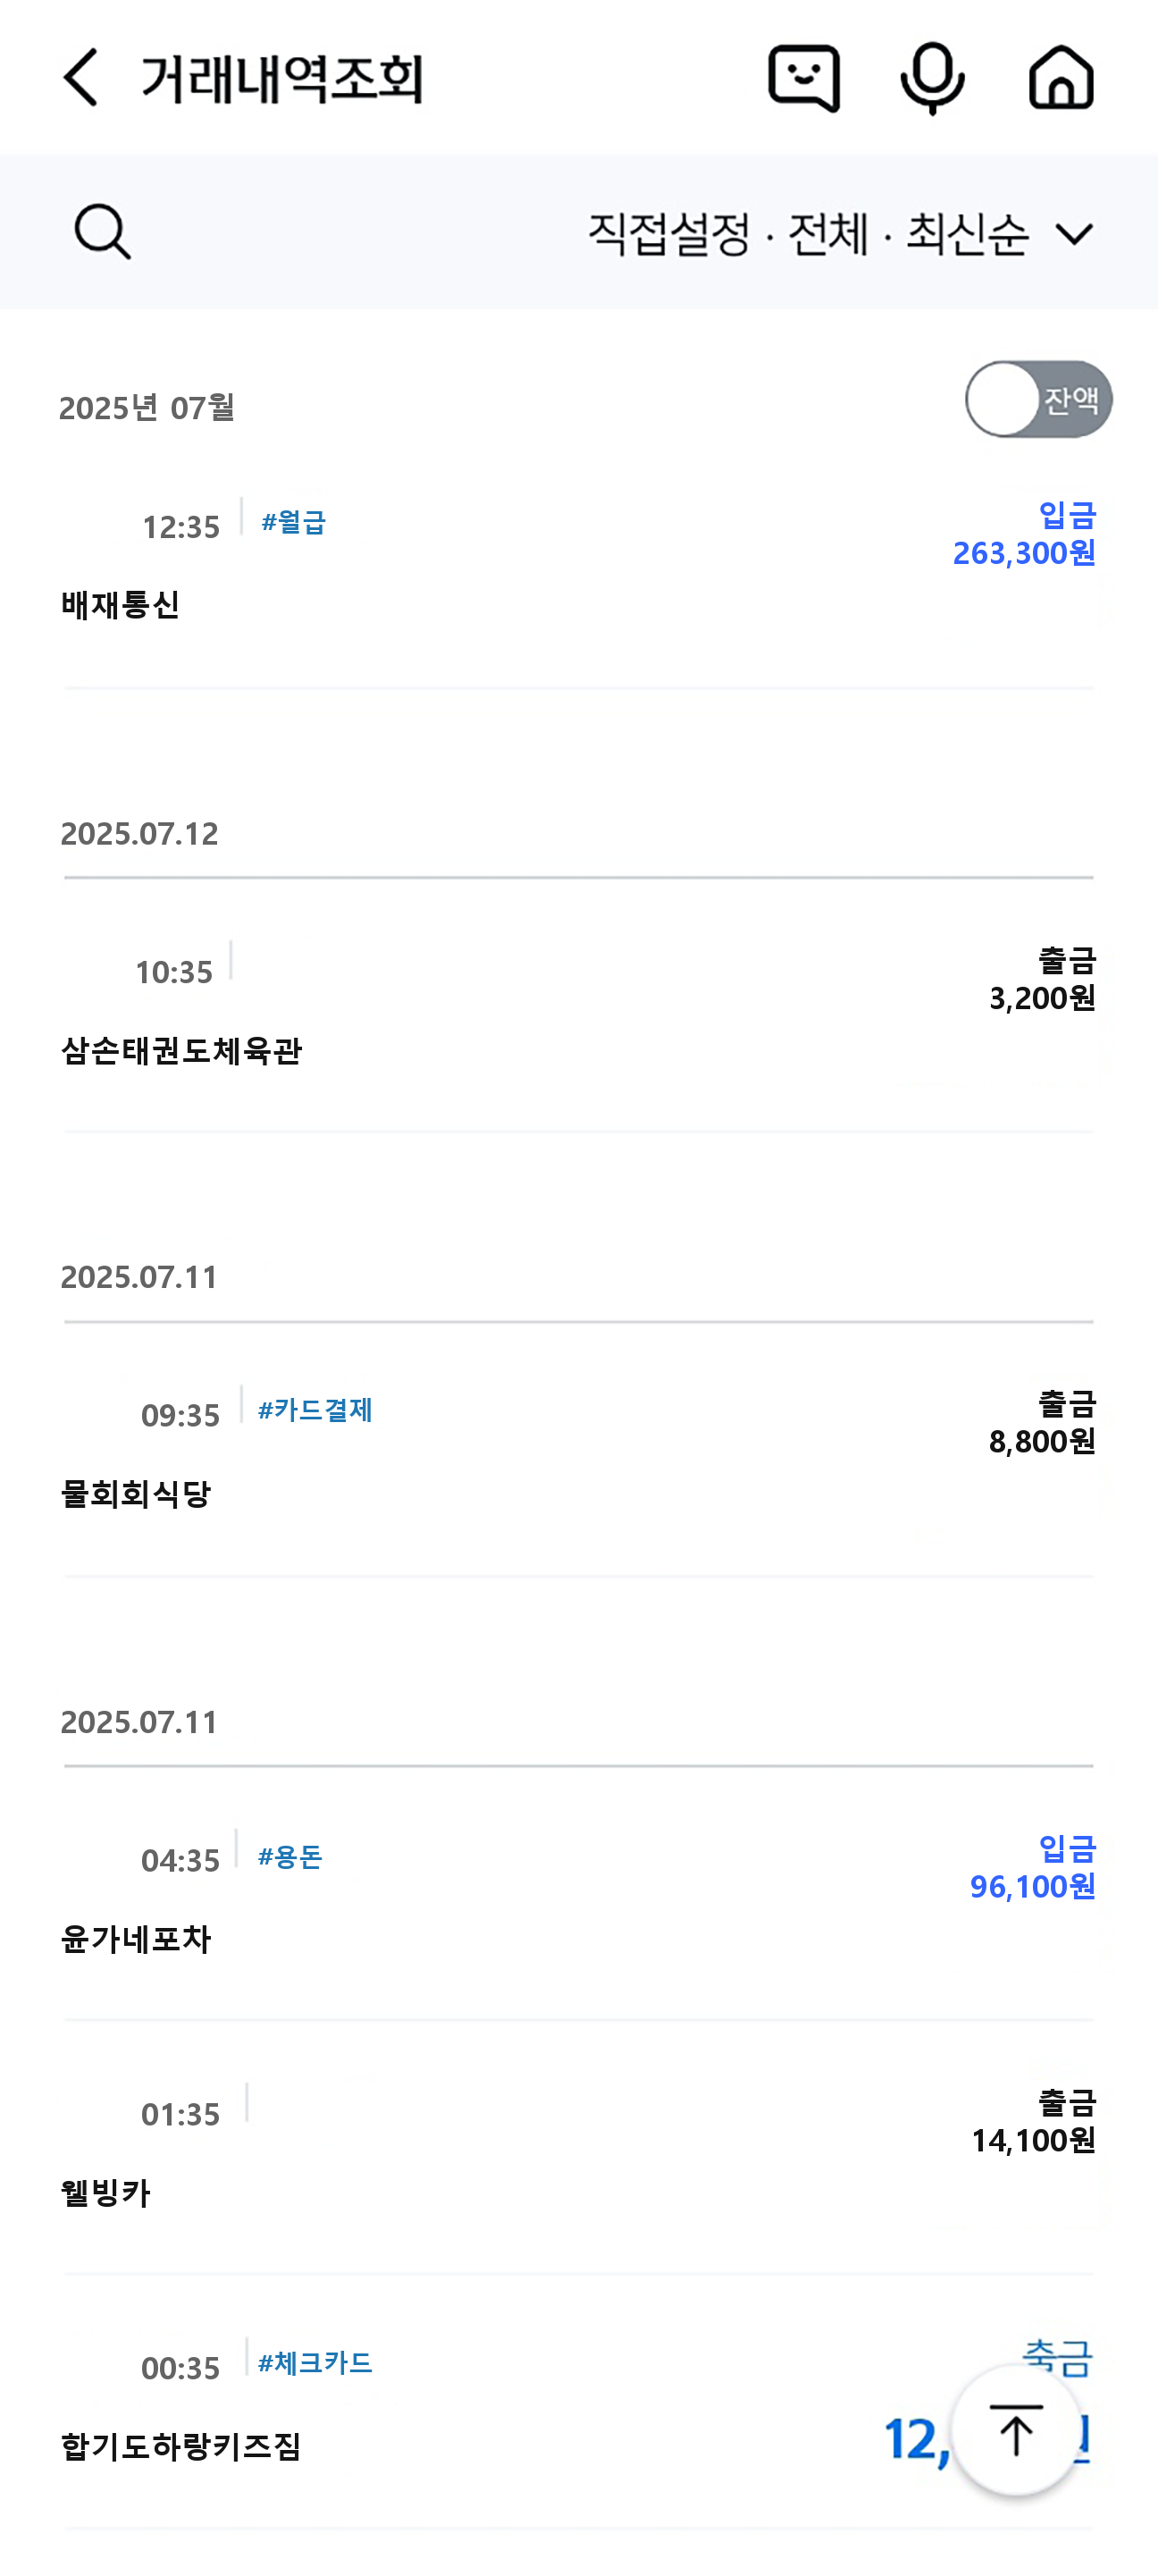 거래내역조회
직접설정 · 전체 · 최신순
2025년 07월
잔액
12:35 #월급
입금
263,300원
배재통신
2025.07.12
10:35
출금
3,200원
삼손태권도체육관
2025.07.11
09:35 #카드결제
출금
8,800원
물회회식당
2025.07.11
04:35 #용돈
입금
96,100원
윤가네포차
01:35
출금
14,100원
웰빙카
00:35 #체크카드
출금
12,
합기도하랑키즈짐